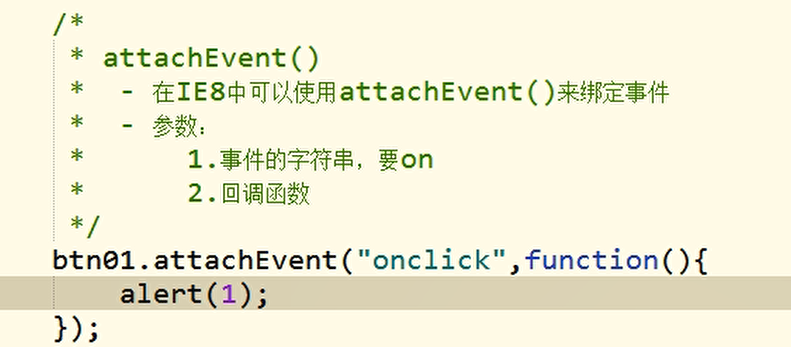 /*
 * attachEvent()
 *  - 在IE8中可以使用attachEvent()来绑定事件
 *  - 参数:
 *      1.事件的字符串，要on
 *      2.回调函数
 */
btn01.attachEvent("onclick",function(){
    alert(1);
});